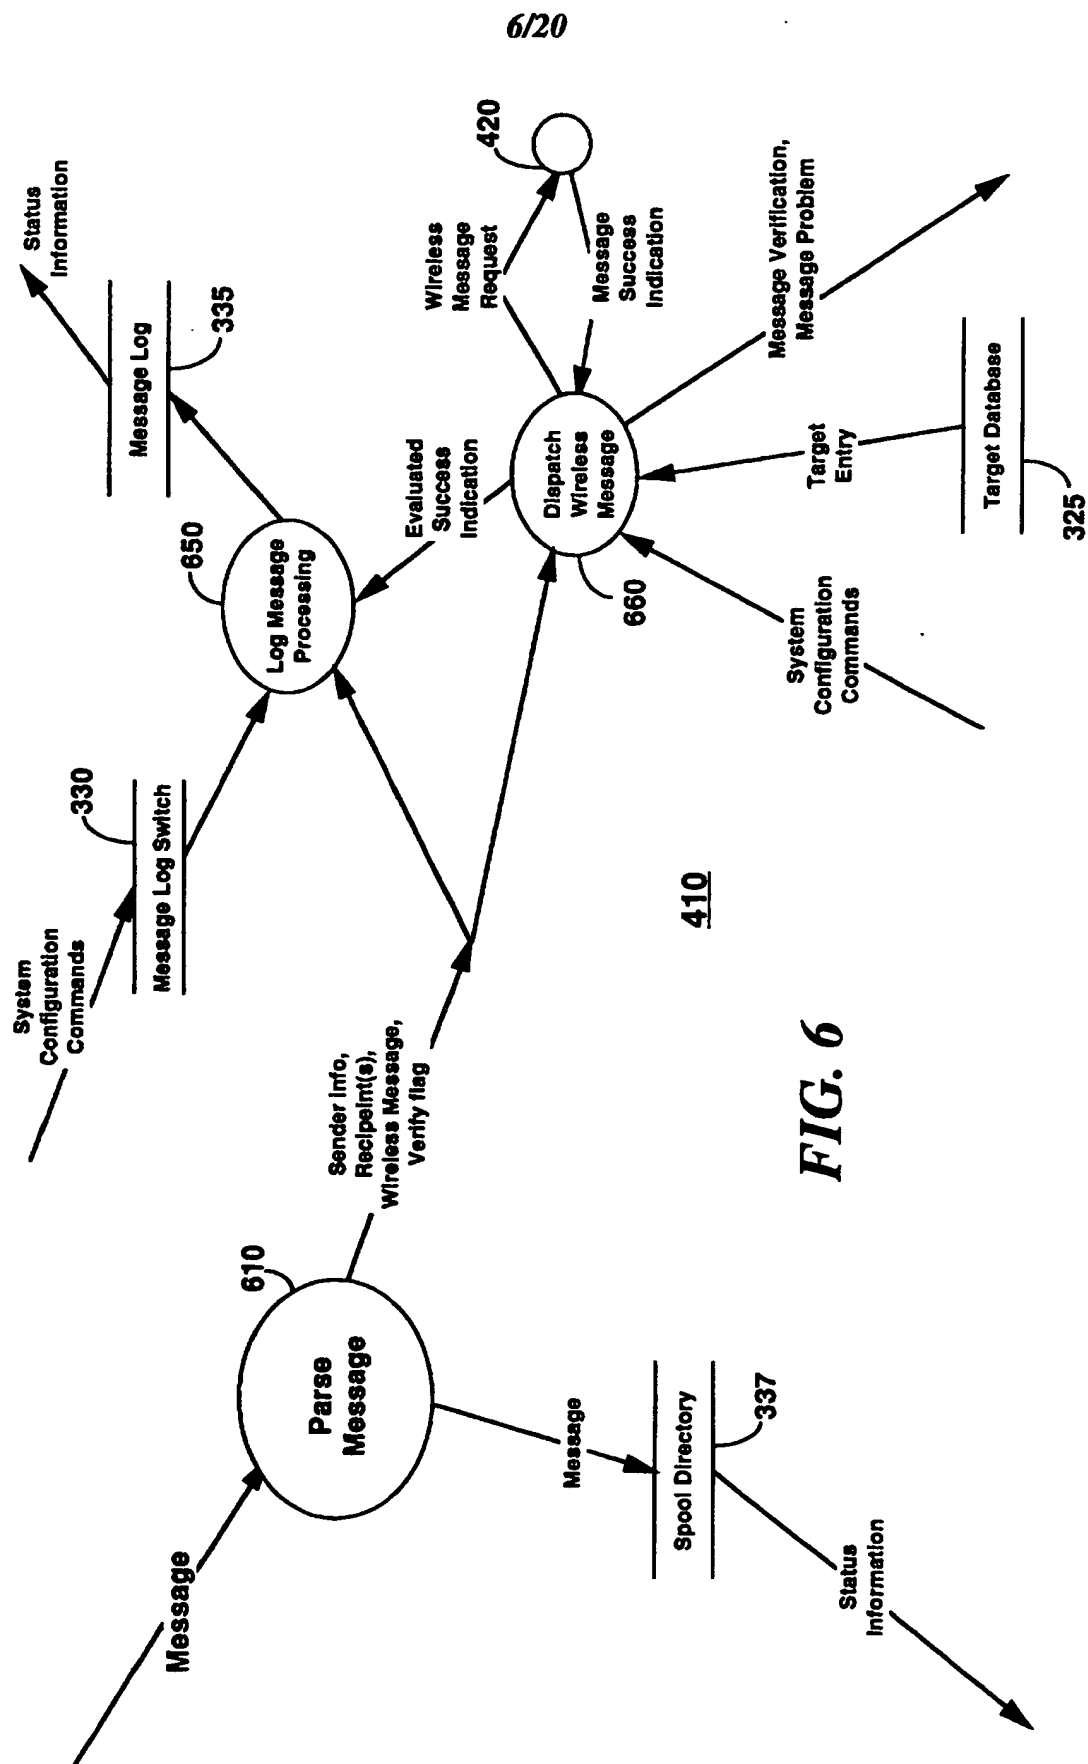 6/20
Message
610
Parse
Message
Message
Spool Directory
337
Status
Information
Sender info,
Recipeint(s),
Wireless Message,
Verify flag
System
Configuration
Commands
330
Message Log Switch
650
Log Message
Processing
Message Log
335
Status
Information
Evaluated
Success
Indication
Dispatch
Wireless
Message
660
Wireless
Message
Request
420
Message
Success
Indication
Message Verification,
Message Problem
Target
Entry
Target Database
325
System
Configuration
Commands
410
FIG. 6